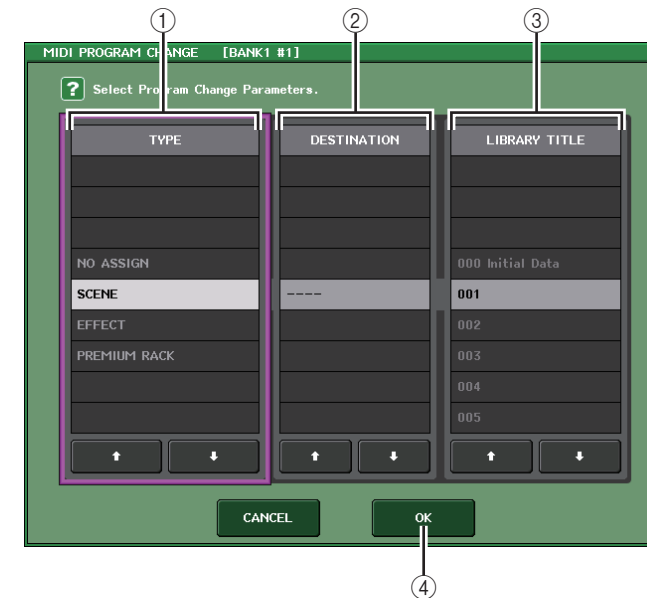 ① ② ③
MIDI PROGRAM CHANGE [BANK1 #1]
? Select Program Change Parameters.
TYPE DESTINATION LIBRARY TITLE
NO ASSIGN 000 Initial Data
SCENE ---- 001
EFFECT 002
PREMIUM RACK 003
004
005
CANCEL OK
④